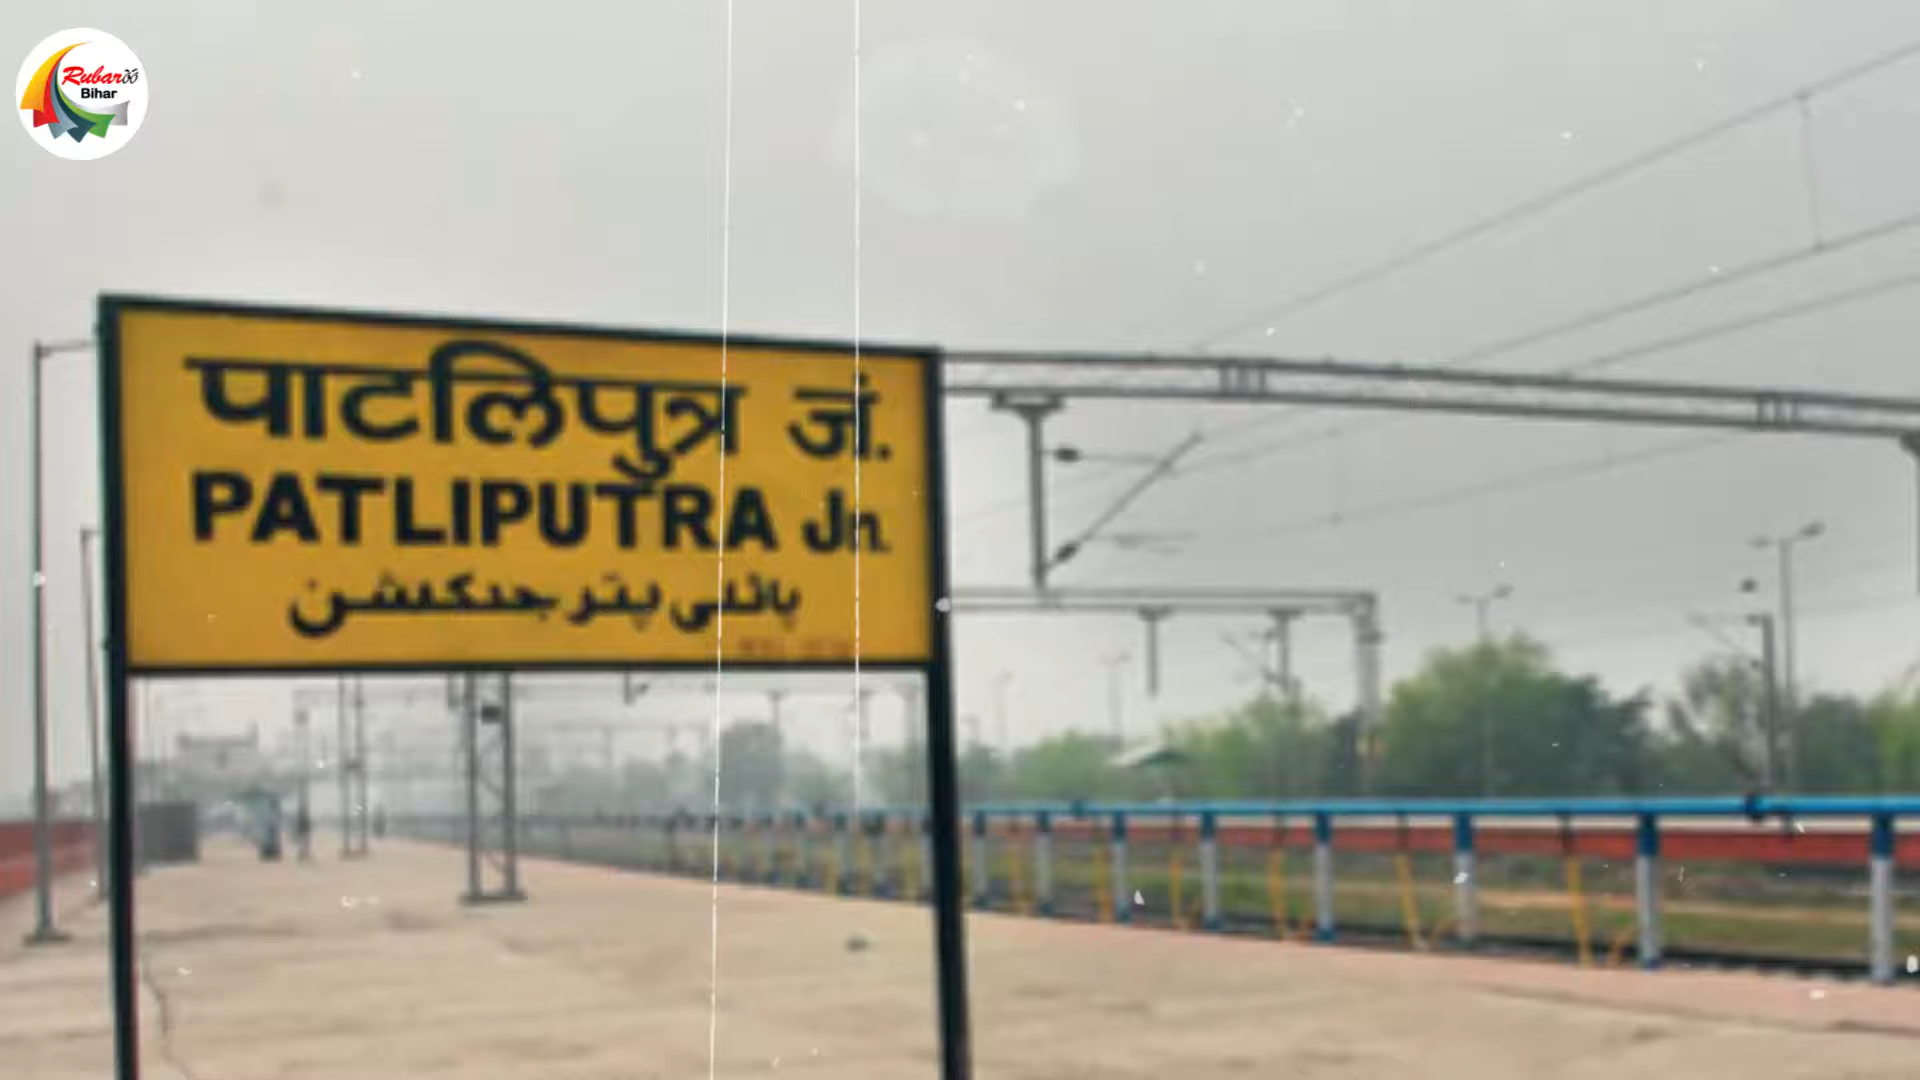 Rubaroo
Bihar
पाटलिपुत्र जं.
PATLIPUTRA Jn.
پاٹلی پتر جنکشن